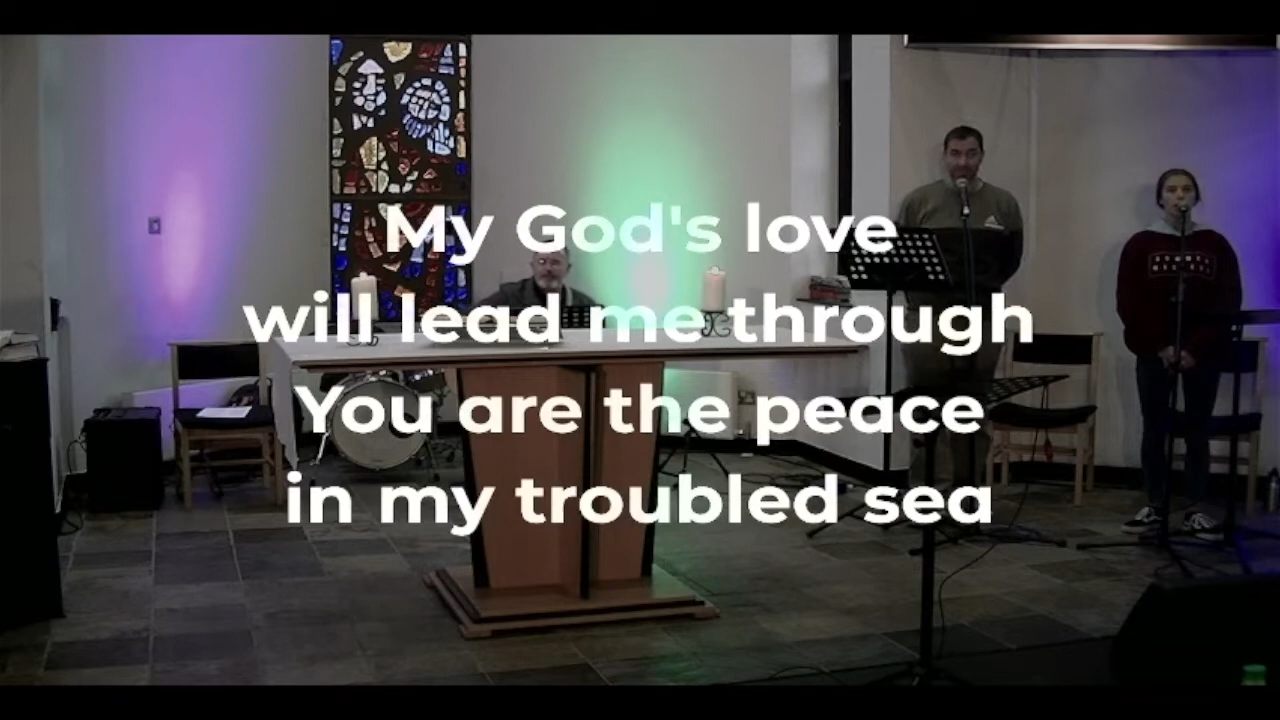 My God's love
will lead me through
You are the peace
in my troubled sea